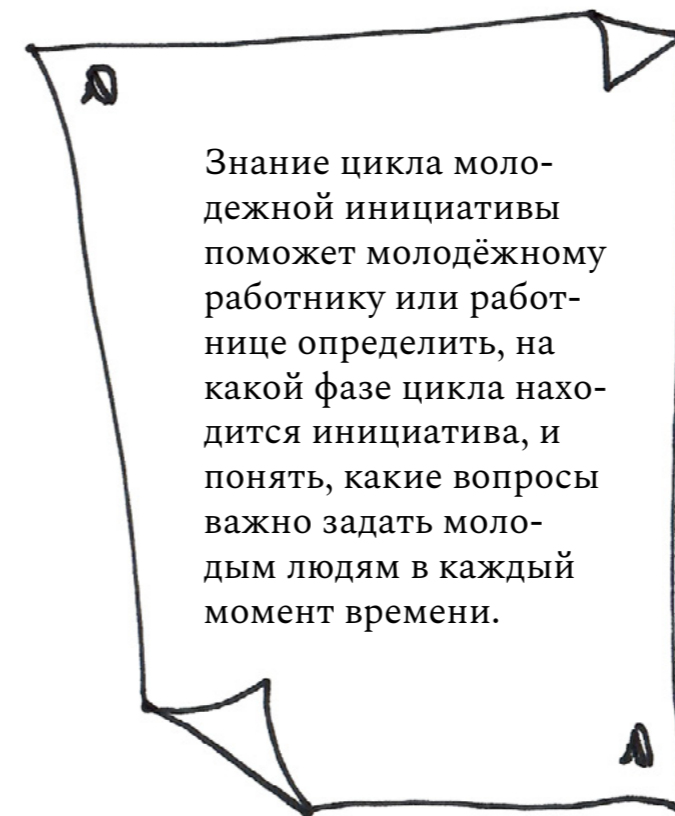 Знание цикла моло-
дежной инициативы
поможет молодёжному
работнику или работ-
нице определить, на
какой фазе цикла нахо-
дится инициатива, и
понять, какие вопросы
важно задать моло-
дым людям в каждый
момент времени.